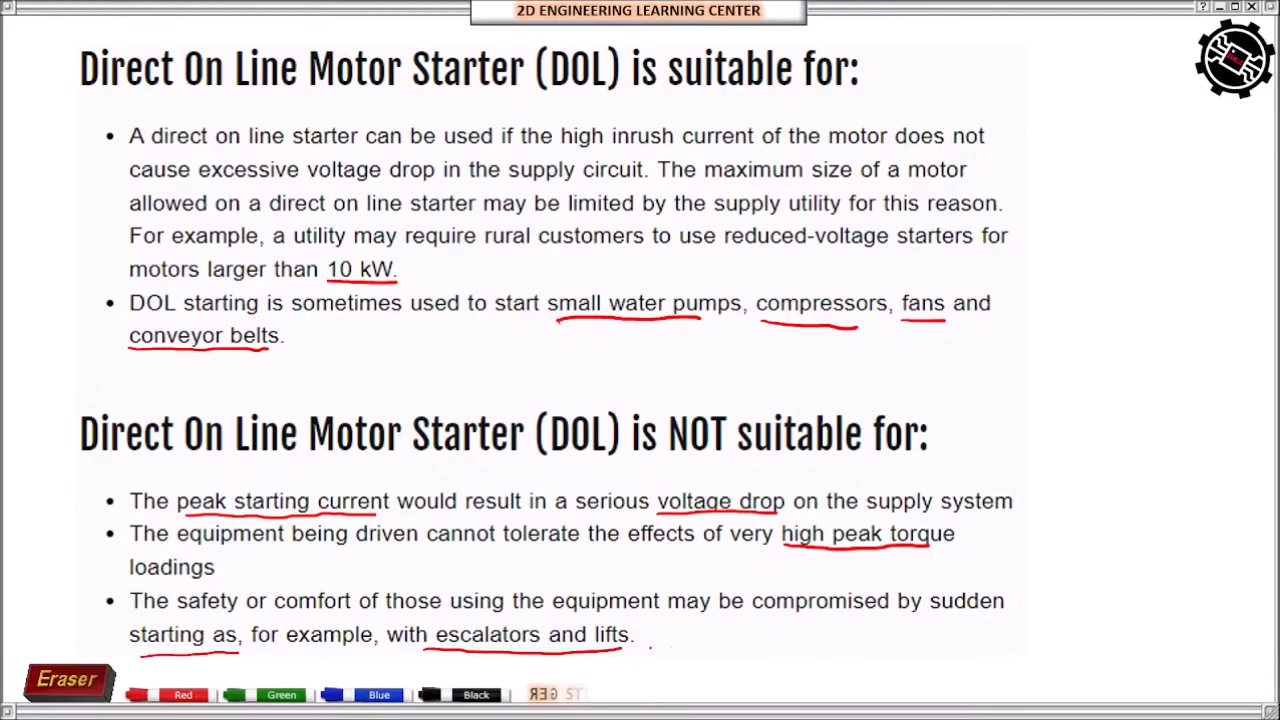 2D ENGINEERING LEARNING CENTER
Direct On Line Motor Starter (DOL) is suitable for:
• A direct on line starter can be used if the high inrush current of the motor does not
cause excessive voltage drop in the supply circuit. The maximum size of a motor
allowed on a direct on line starter may be limited by the supply utility for this reason.
For example, a utility may require rural customers to use reduced-voltage starters for
motors larger than 10 kW.
• DOL starting is sometimes used to start small water pumps, compressors, fans and
conveyor belts.
Direct On Line Motor Starter (DOL) is NOT suitable for:
• The peak starting current would result in a serious voltage drop on the supply system
• The equipment being driven cannot tolerate the effects of very high peak torque
loadings
• The safety or comfort of those using the equipment may be compromised by sudden
starting as, for example, with escalators and lifts.
Eraser
Red Green Blue Black